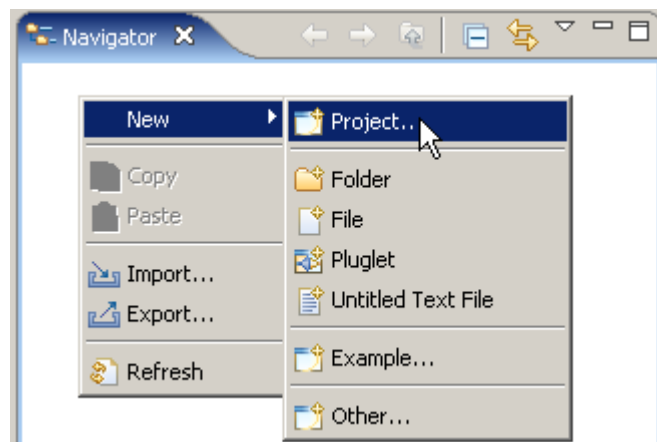 Navigator
New
Copy
Paste
Import...
Export...
Refresh
Project...
Folder
File
Pluglet
Untitled Text File
Example...
Other...